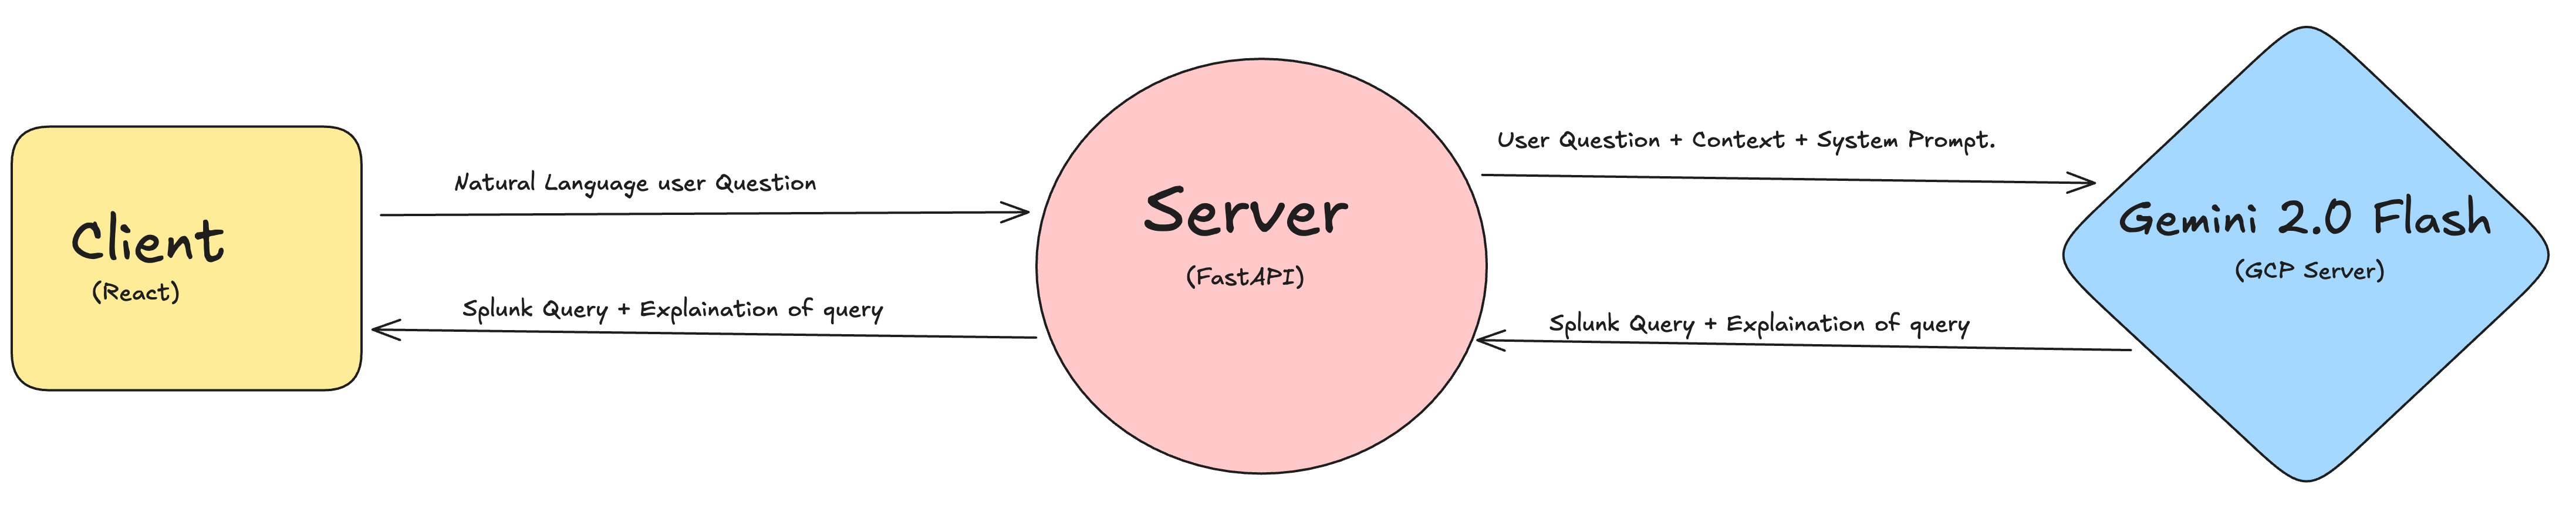 Client
(React)
Natural Language user Question
Splunk Query + Explaination of query
Server
(FastAPI)
User Question + Context + System Prompt.
Splunk Query + Explaination of query
Gemini 2.0 Flash
(GCP Server)